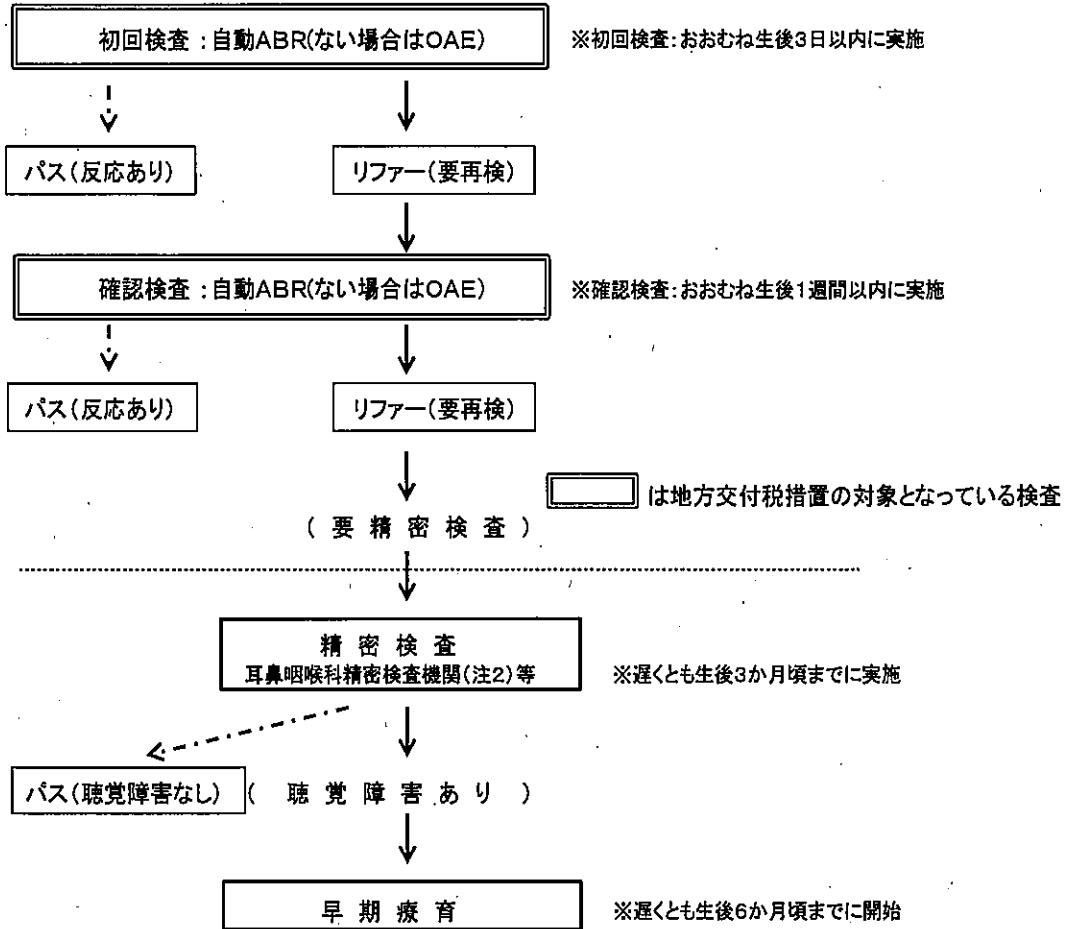 初回検査：自動ABR(ない場合はOAE)
※初回検査：おおむね生後3日以内に実施
パス(反応あり)
リファー(要再検)
確認検査：自動ABR(ない場合はOAE)
※確認検査：おおむね生後1週間以内に実施
パス(反応あり)
リファー(要再検)
は地方交付税措置の対象となっている検査
(要精密検査)
精密検査
耳鼻咽喉科精密検査機関(注2)等
※遅くとも生後3か月頃までに実施
パス(聴覚障害なし)
(聴覚障害あり)
早期療育
※遅くとも生後6か月頃までに開始